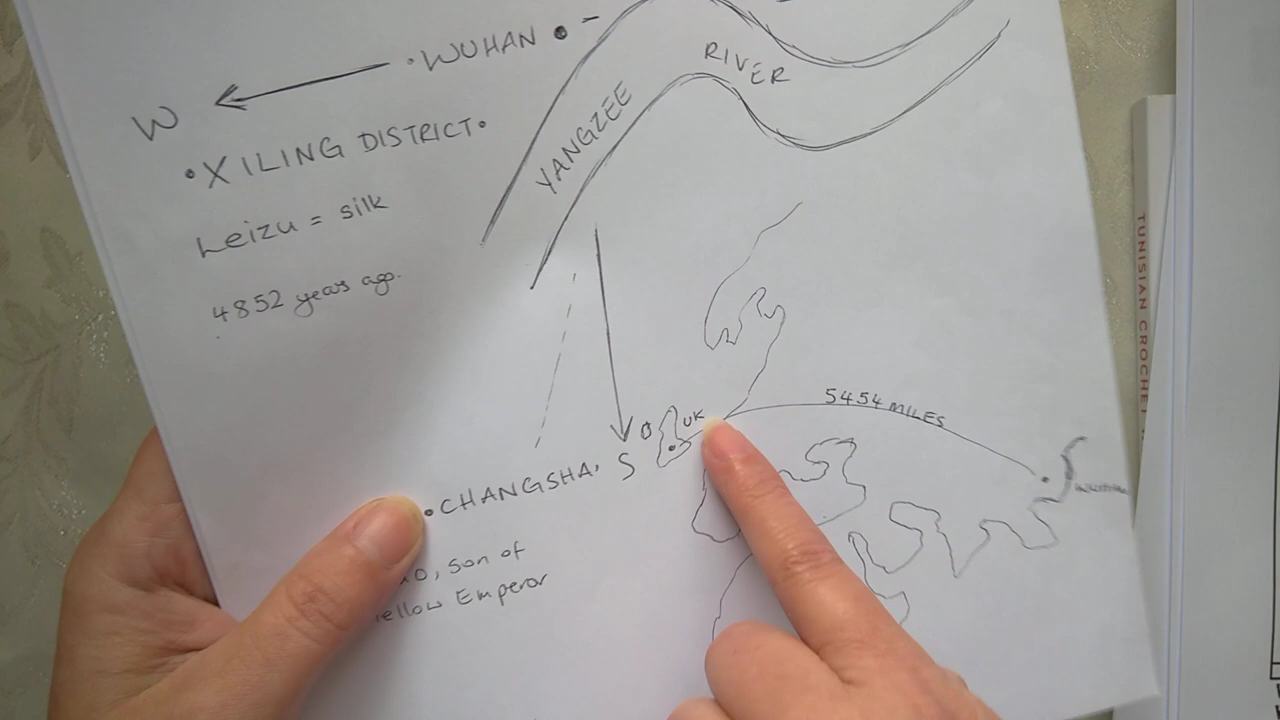 • WUHAN • -
W
• XILING DISTRICT •
Leizu = silk
4852 years ago.
YANGZEE RIVER
• CHANGSHA. S
UK
5454 MILES
son of
Emperor
TUNISIAN CROCHET